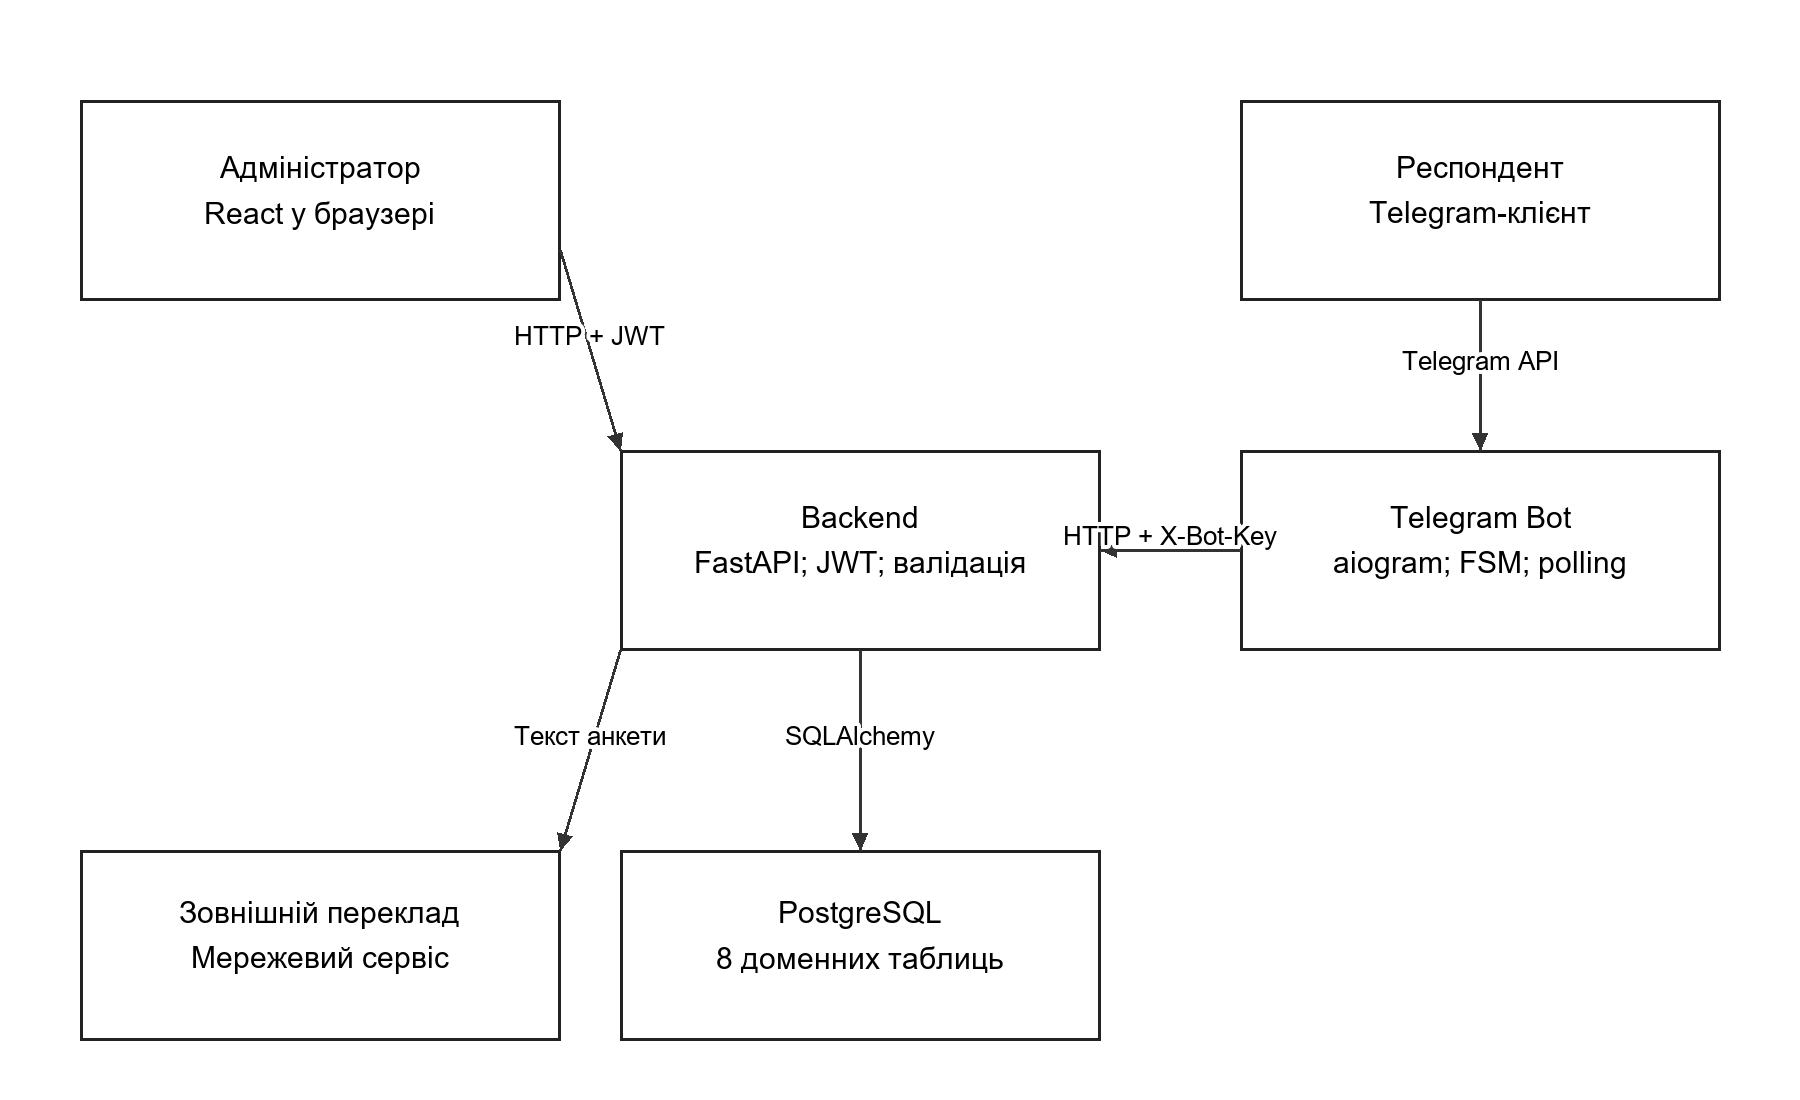 Адміністратор
React у браузері
Респондент
Telegram-клієнт
HTTP + JWT
Telegram API
Backend
FastAPI; JWT; валідація
HTTP + X-Bot-Key
Telegram Bot
aiogram; FSM; polling
Текст анкети
SQLAlchemy
Зовнішній переклад
Мережевий сервіс
PostgreSQL
8 доменних таблиць